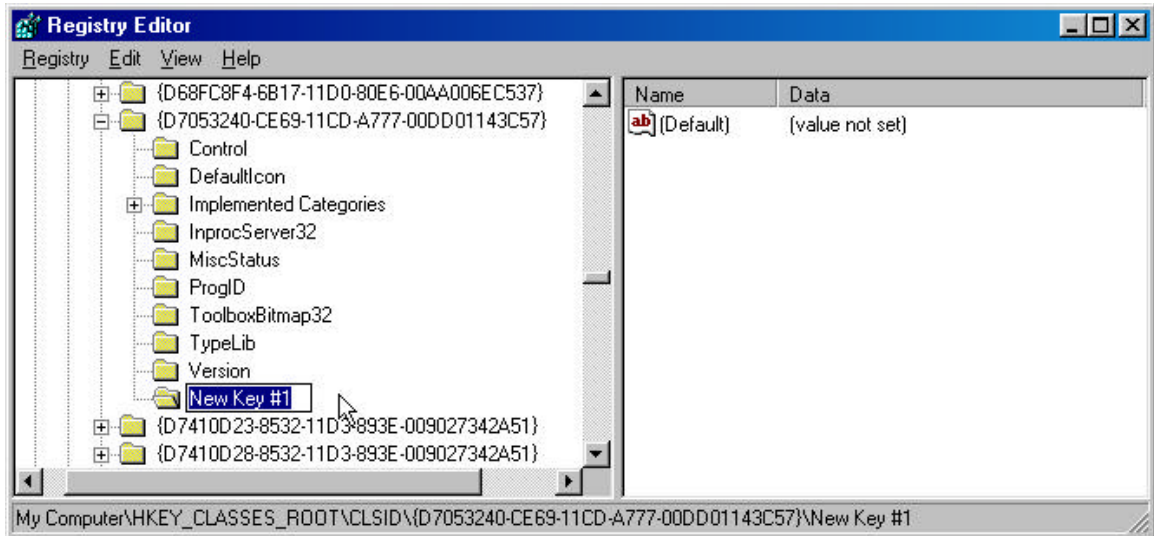 Registry Editor
Registry Edit View Help
{D68FC8F4-6B17-11D0-80E6-00AA006EC537}
{D7053240-CE69-11CD-A777-00DD01143C57}
Control
DefaultIcon
Implemented Categories
InprocServer32
MiscStatus
ProgID
ToolboxBitmap32
TypeLib
Version
New Key #1
{D7410D23-8532-11D3-893E-009027342A51}
{D7410D28-8532-11D3-893E-009027342A51}
Name Data
ab (Default) (value not set)
My Computer\HKEY_CLASSES_ROOT\CLSID\{D7053240-CE69-11CD-A777-00DD01143C57}\New Key #1